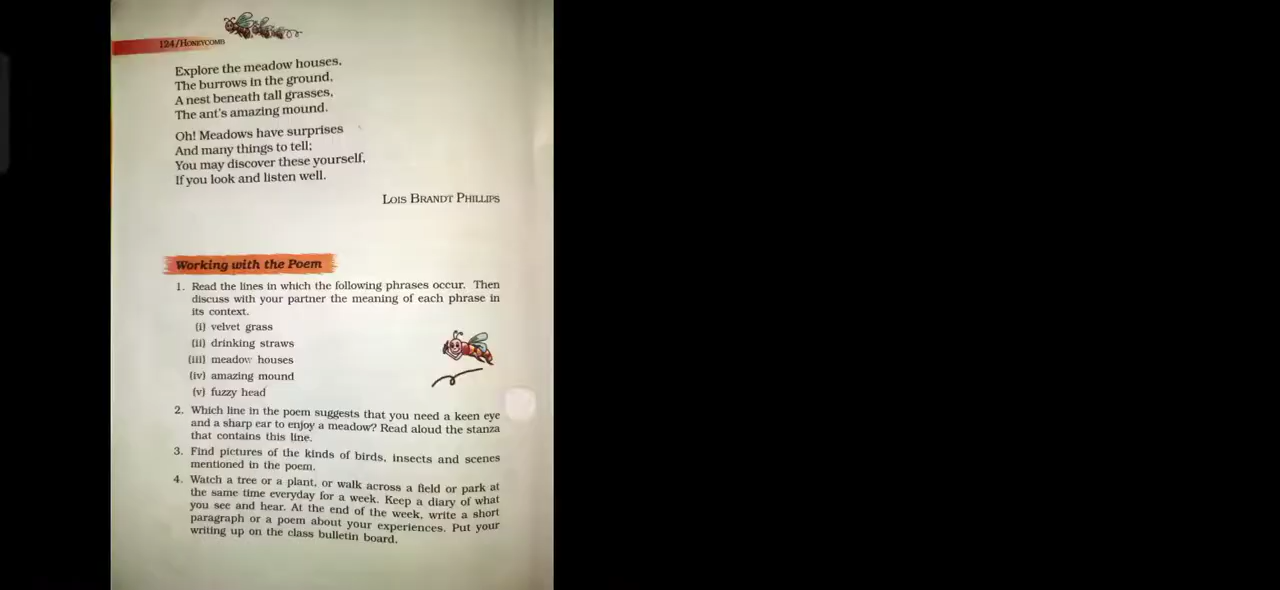 124/HONEYCOMB
Explore the meadow houses,
The burrows in the ground,
A nest beneath tall grasses,
The ant's amazing mound.
Oh! Meadows have surprises
And many things to tell;
You may discover these yourself,
If you look and listen well.
LOIS BRANDT PHILLIPS
Working with the Poem
1. Read the lines in which the following phrases occur. Then
discuss with your partner the meaning of each phrase in
its context.
(i) velvet grass
(ii) drinking straws
(iii) meadow houses
(iv) amazing mound
(v) fuzzy head
2. Which line in the poem suggests that you need a keen eye
and a sharp ear to enjoy a meadow? Read aloud the stanza
that contains this line.
3. Find pictures of the kinds of birds, insects and scenes
mentioned in the poem.
4. Watch a tree or a plant, or walk across a field or park at
the same time everyday for a week. Keep a diary of what
you see and hear. At the end of the week, write a short
paragraph or a poem about your experiences. Put your
writing up on the class bulletin board.